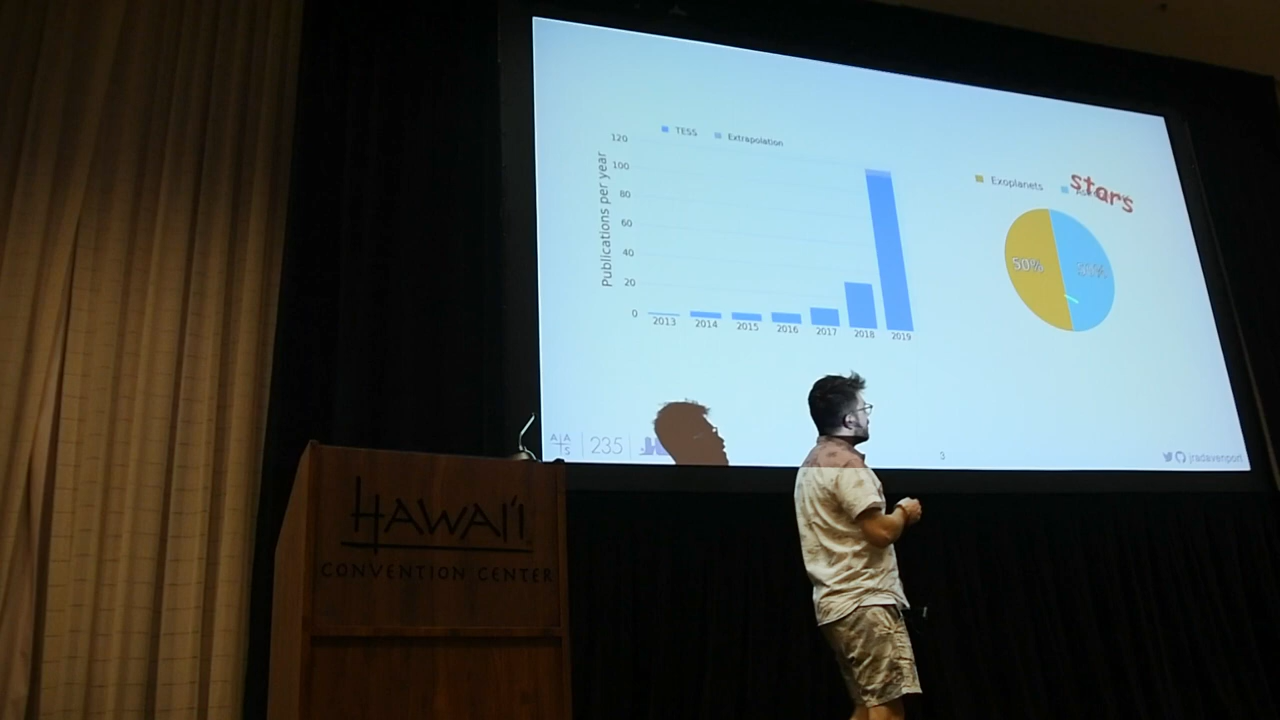 TESS Extrapolation
Publications per year
120
100
80
60
40
20
0
2013 2014 2015 2016 2017 2018 2019
Exoplanets
stars
50%
AAS 235
3
jradavenport
HAWAI'I
CONVENTION CENTER